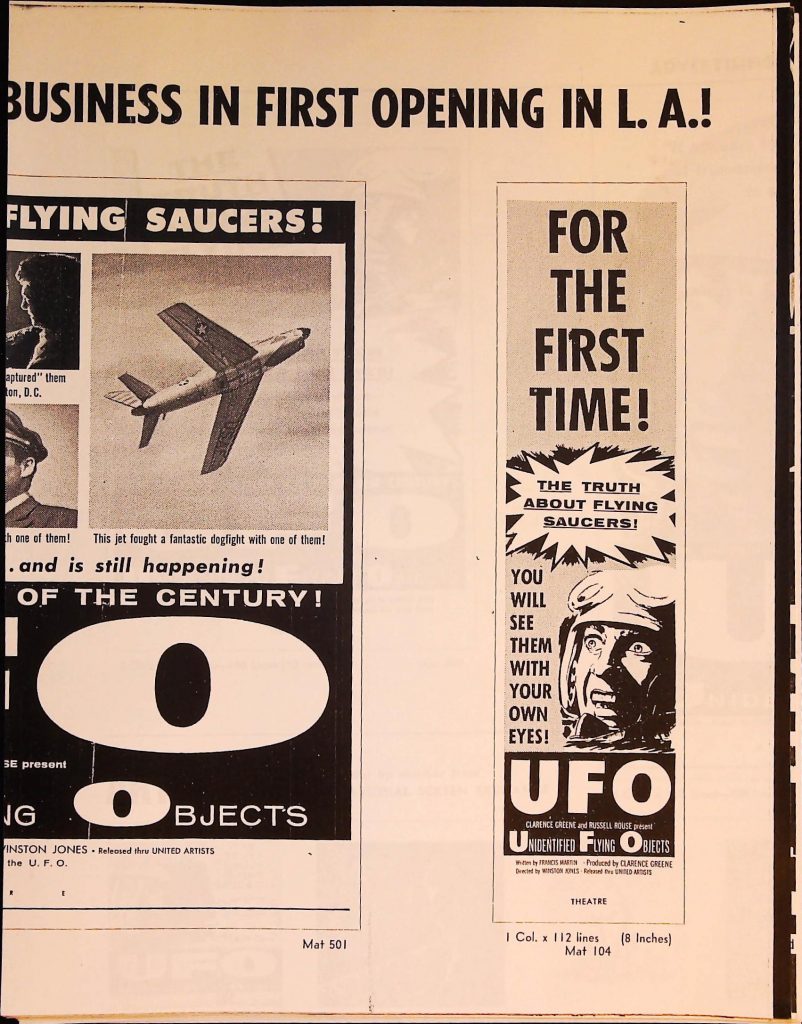 BUSINESS IN FIRST OPENING IN L. A.!
FLYING SAUCERS!
aptured" them
ton, D.C.
th one of them!
This jet fought a fantastic dogfight with one of them!
. and is still happening!
OF THE CENTURY!
O
SE present
NG OBJECTS
WINSTON JONES • Released thru UNITED ARTISTS
the U. F. O.
R E
Mat 501
FOR
THE
FIRST
TIME!
THE TRUTH
ABOUT FLYING
SAUCERS!
YOU
WILL
SEE
THEM
WITH
YOUR
OWN
EYES!
UFO
CLARENCE GREENE and RUSSELL ROUSE present
UNIDENTIFIED FLYING OBJECTS
Written by FRANCIS MARTIN · Produced by CLARENCE GREENE
Directed by WINSTON JONES · Released thru UNITED ARTISTS
THEATRE
1 Col. x 112 lines (8 Inches)
Mat 104